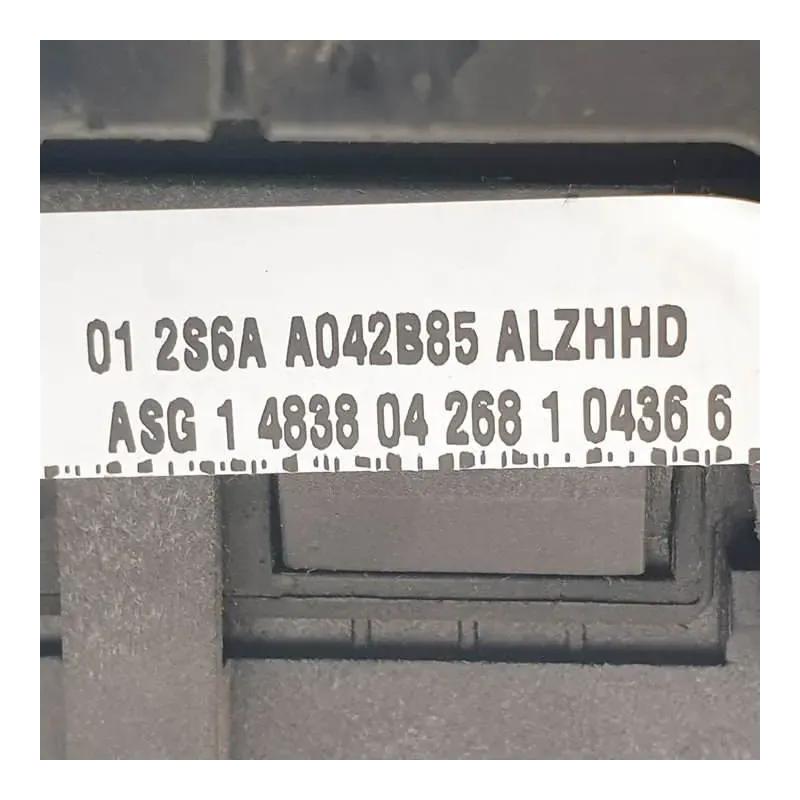 01 2S6A A042B85 ALZHHD
ASG 1 4838 04 268 1 0436 6